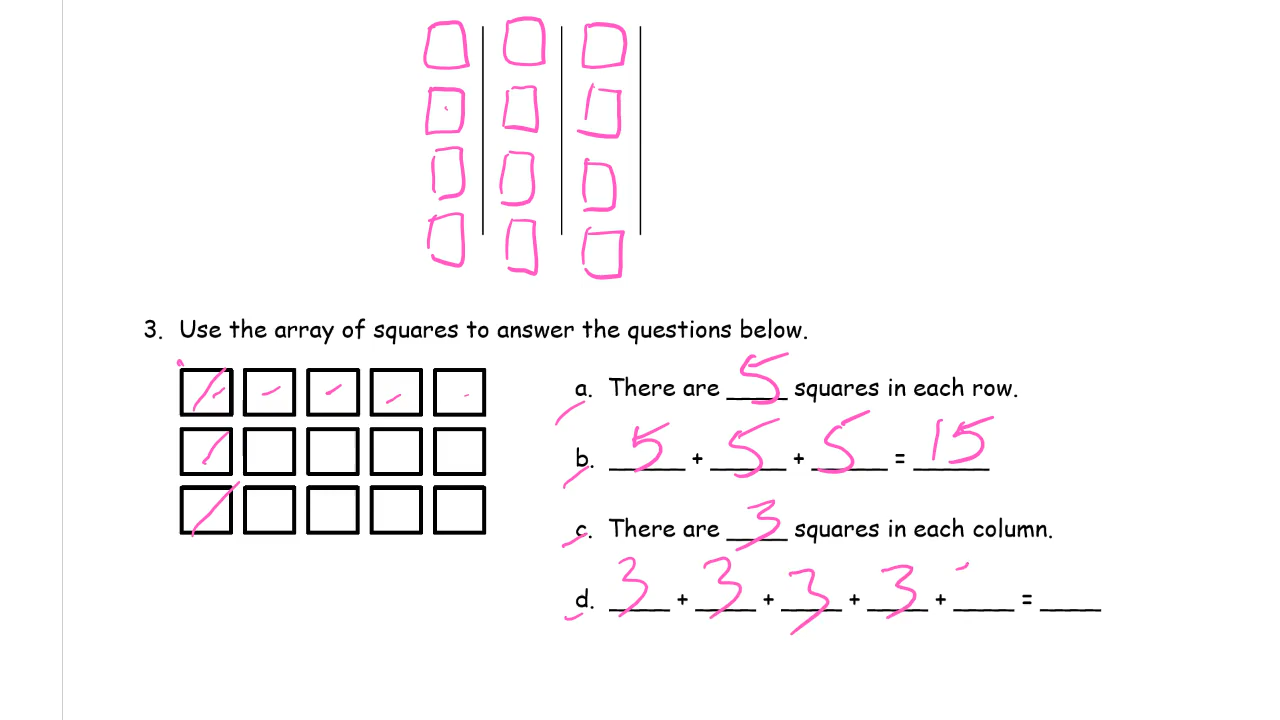 3. Use the array of squares to answer the questions below.
a. There are 5 squares in each row.
b. 5 + 5 + 5 = 15
c. There are 3 squares in each column.
d. 3 + 3 + 3 + 3 + ____ = ____